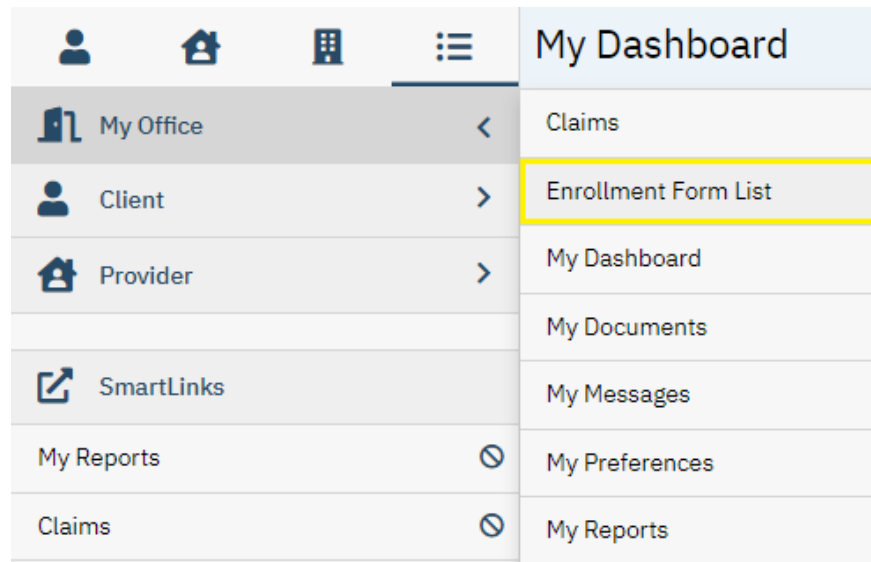 My Office
Client
Provider
SmartLinks
My Reports
Claims
My Dashboard
Claims
Enrollment Form List
My Dashboard
My Documents
My Messages
My Preferences
My Reports